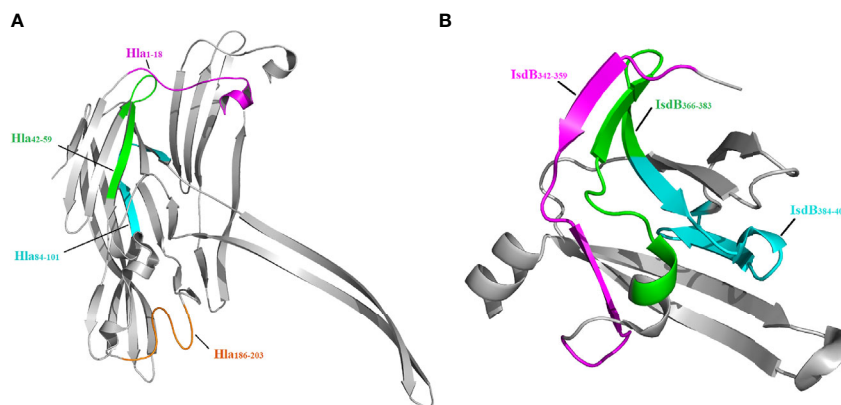 A
Hla1-18
Hla42-59
Hla84-101
Hla186-203
B
IsdB342-359
IsdB366-383